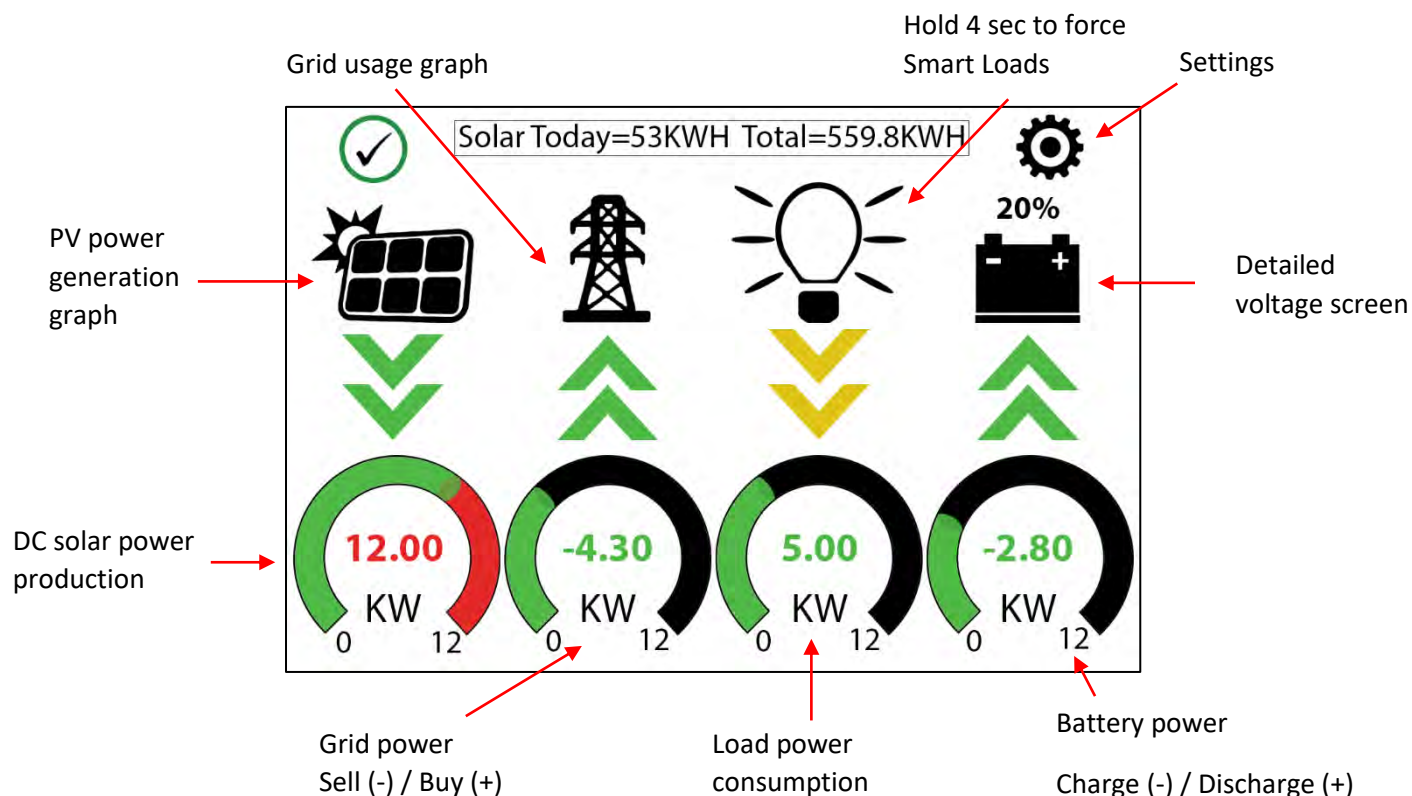 Hold 4 sec to force
Smart Loads
Grid usage graph
Settings
Solar Today=53KWH Total=559.8KWH
20%
- +
PV power
generation
graph
Detailed
voltage screen
DC solar power
production
12.00
KW
0 12
-4.30
KW
0 12
5.00
KW
0 12
-2.80
KW
0 12
Grid power
Sell (-) / Buy (+)
Load power
consumption
Battery power
Charge (-) / Discharge (+)